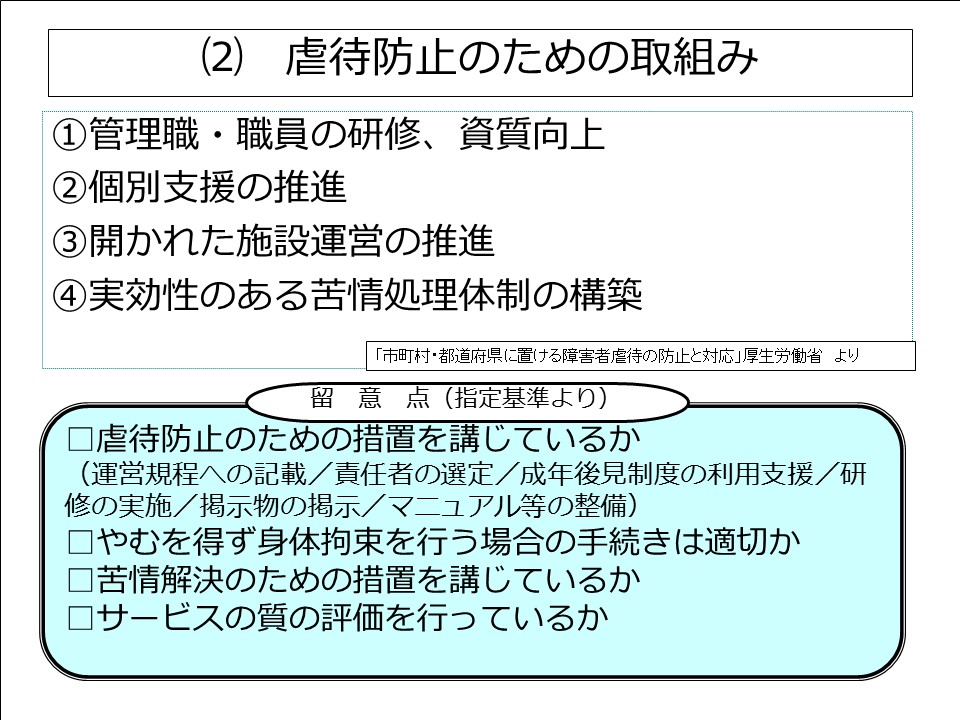 ⑵　虐待防止のための取組み
①管理職・職員の研修、資質向上
②個別支援の推進
③開かれた施設運営の推進
④実効性のある苦情処理体制の構築
「市町村・都道府県に置ける障害者虐待の防止と対応」厚生労働省　より
留　意　点（指定基準より）
□虐待防止のための措置を講じているか
（運営規程への記載／責任者の選定／成年後見制度の利用支援／研
修の実施／掲示物の掲示／マニュアル等の整備）
□やむを得ず身体拘束を行う場合の手続きは適切か
□苦情解決のための措置を講じているか
□サービスの質の評価を行っているか